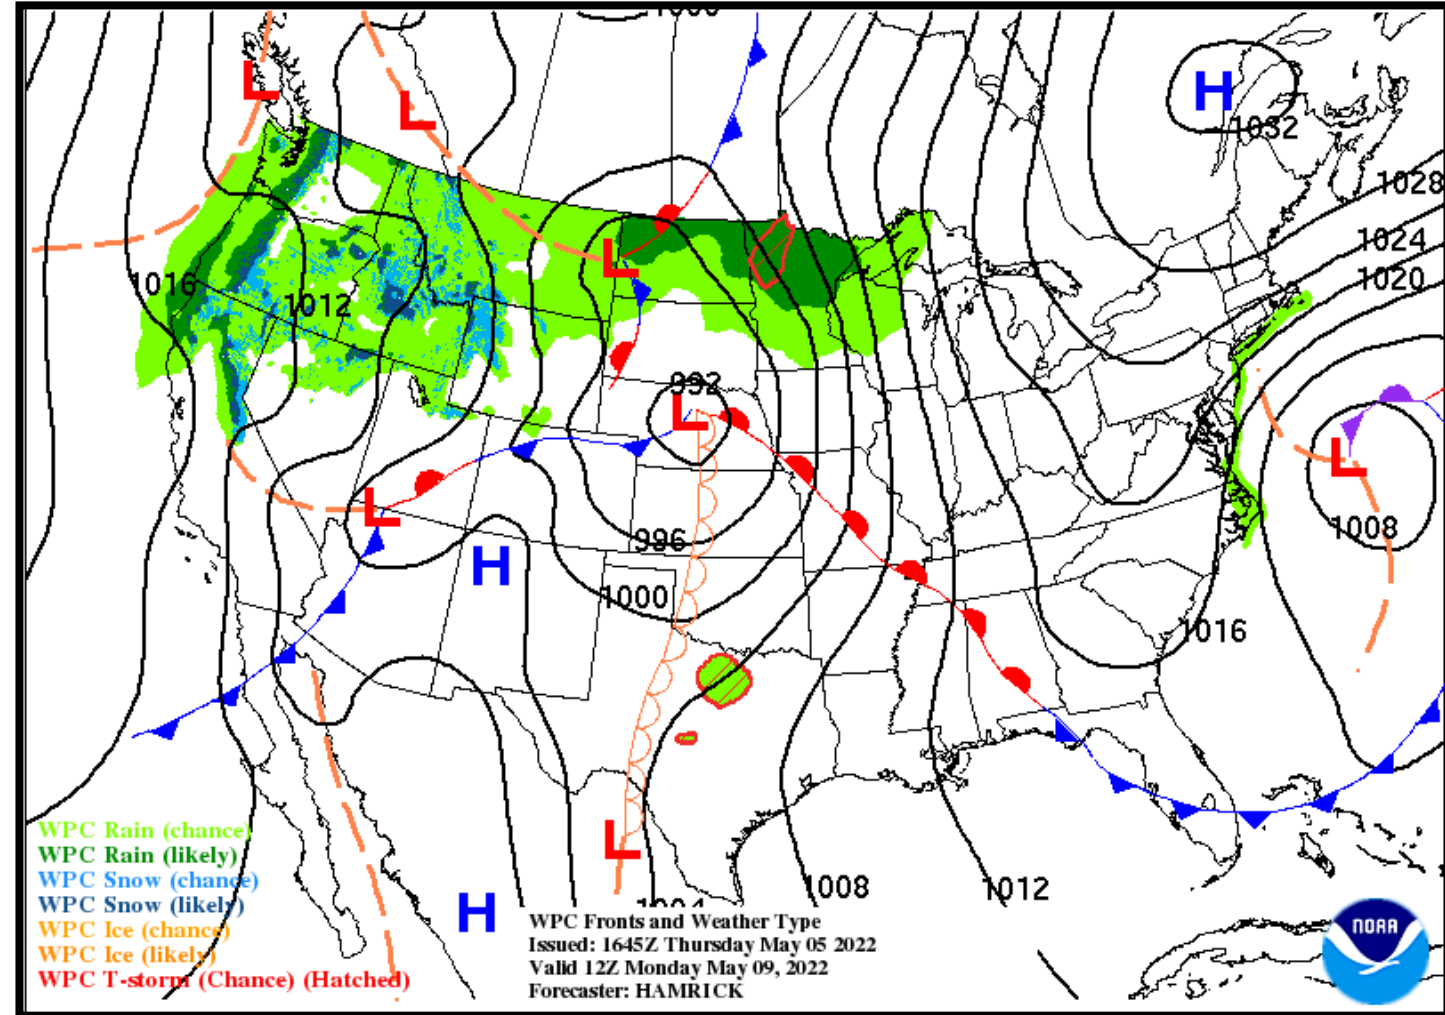 L
L
H
1032
1028
1024
1020
1016
1012
L
992
L
L
L
996
H
1000
1008
1016
L
H
1008
1012
WPC Rain (chance)
WPC Rain (likely)
WPC Snow (chance)
WPC Snow (likely)
WPC Ice (chance)
WPC Ice (likely)
WPC T-storm (Chance) (Hatched)
WPC Fronts and Weather Type
Issued: 1645Z Thursday May 05 2022
Valid 12Z Monday May 09, 2022
Forecaster: HAMRICK
NOAA